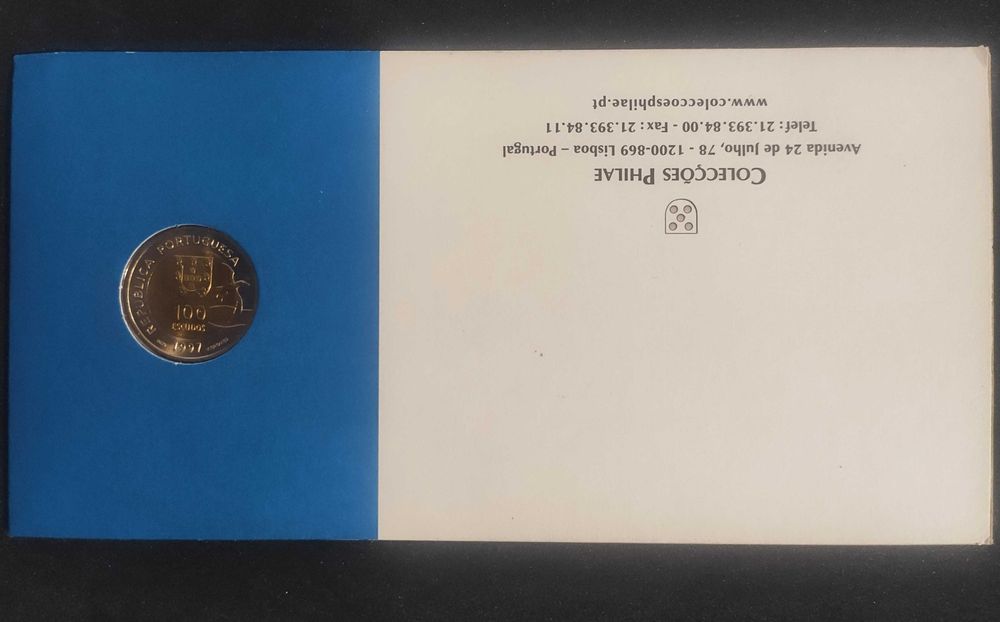 COLECÇÕES PHILAE
Avenida 24 de Julho, 78 - 1200-869 Lisboa – Portugal
Telef: 21.393.84.00 - Fax: 21.393.84.11
www.coleccoesphilae.pt
REPUBLICA PORTUGUESA
100
ESCUDOS
1997